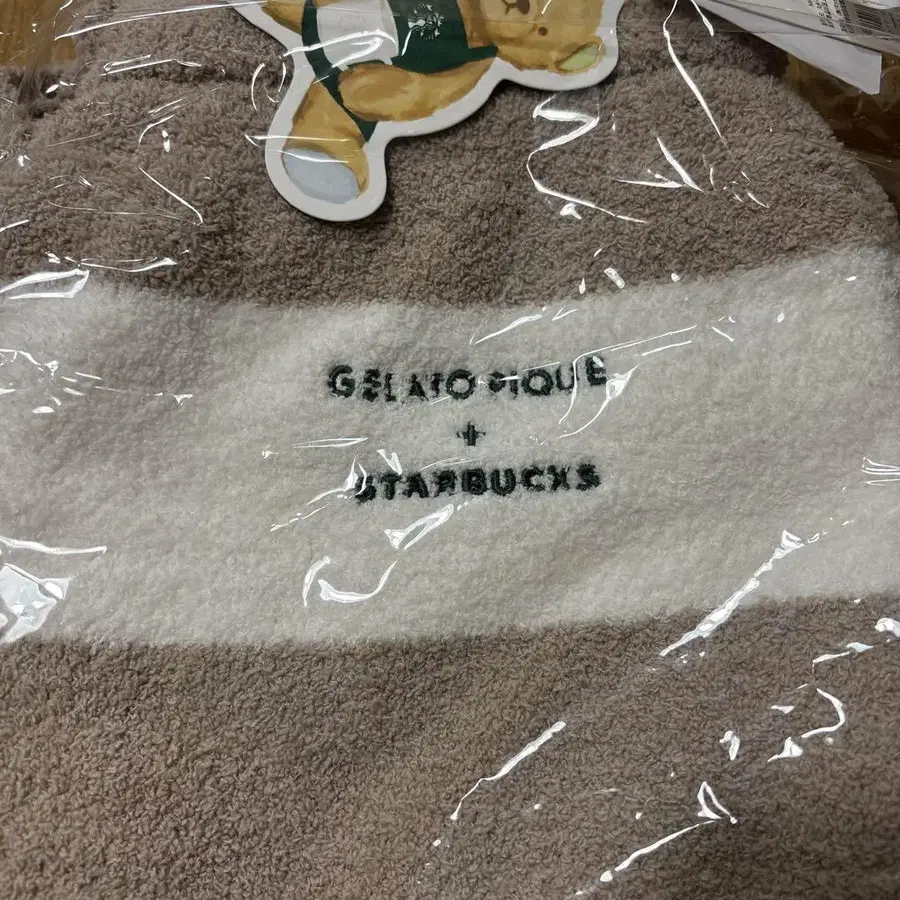 GELATO PIQUE
+
STARBUCKS